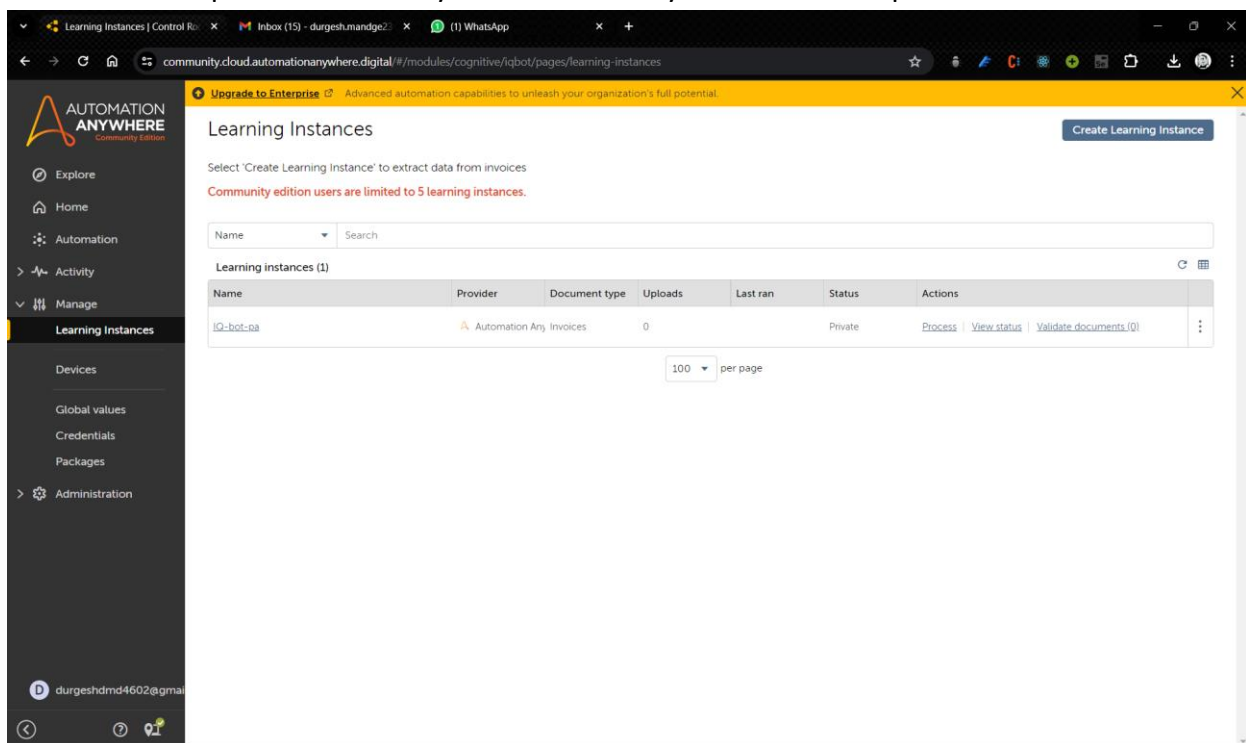 Learning Instances | Control Ro
Inbox (15) - durgesh.mandge2
(1) WhatsApp
community.cloud.automationanywhere.digital/#/modules/cognitive/iqbot/pages/learning-instances
AUTOMATION
ANYWHERE
Community Edition
Explore
Home
Automation
Activity
Manage
Learning Instances
Devices
Global values
Credentials
Packages
Administration
D durgeshdmd4602@gmai
Upgrade to Enterprise Advanced automation capabilities to unleash your organization's full potential.
Learning Instances
Create Learning Instance
Select 'Create Learning Instance' to extract data from invoices
Community edition users are limited to 5 learning instances.
Name Search
Learning instances (1)
Name Provider Document type Uploads Last ran Status Actions
IQ-bot-pa Automation Any Invoices 0 Private Process View status Validate documents (0)
100 per page